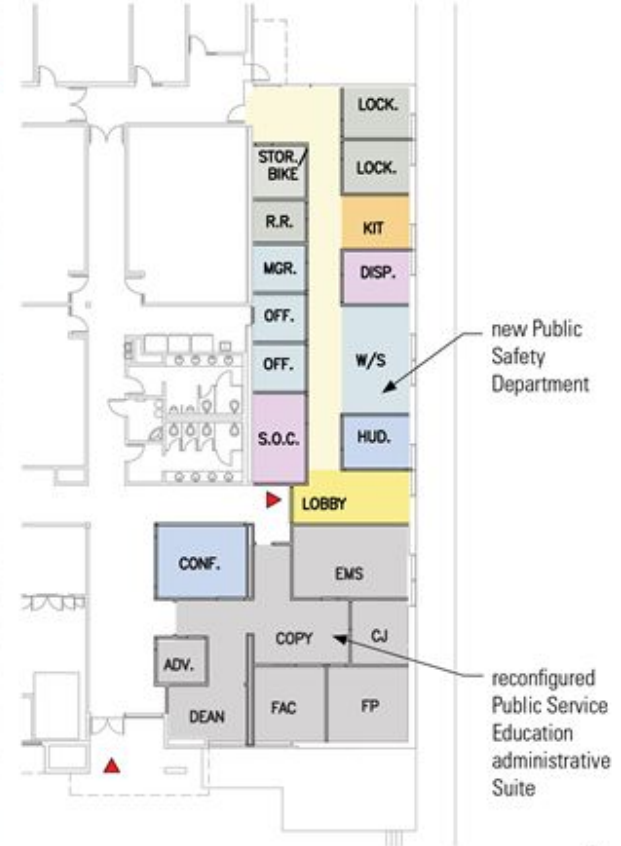 LOCK.
STOR./
BIKE
LOCK.
R.R.
KIT
MGR.
DISP.
OFF.
W/S
OFF.
S.O.C.
HUD.
LOBBY
CONF.
EMS
COPY
CJ
ADV.
DEAN
FAC
FP
new Public
Safety
Department
reconfigured
Public Service
Education
administrative
Suite